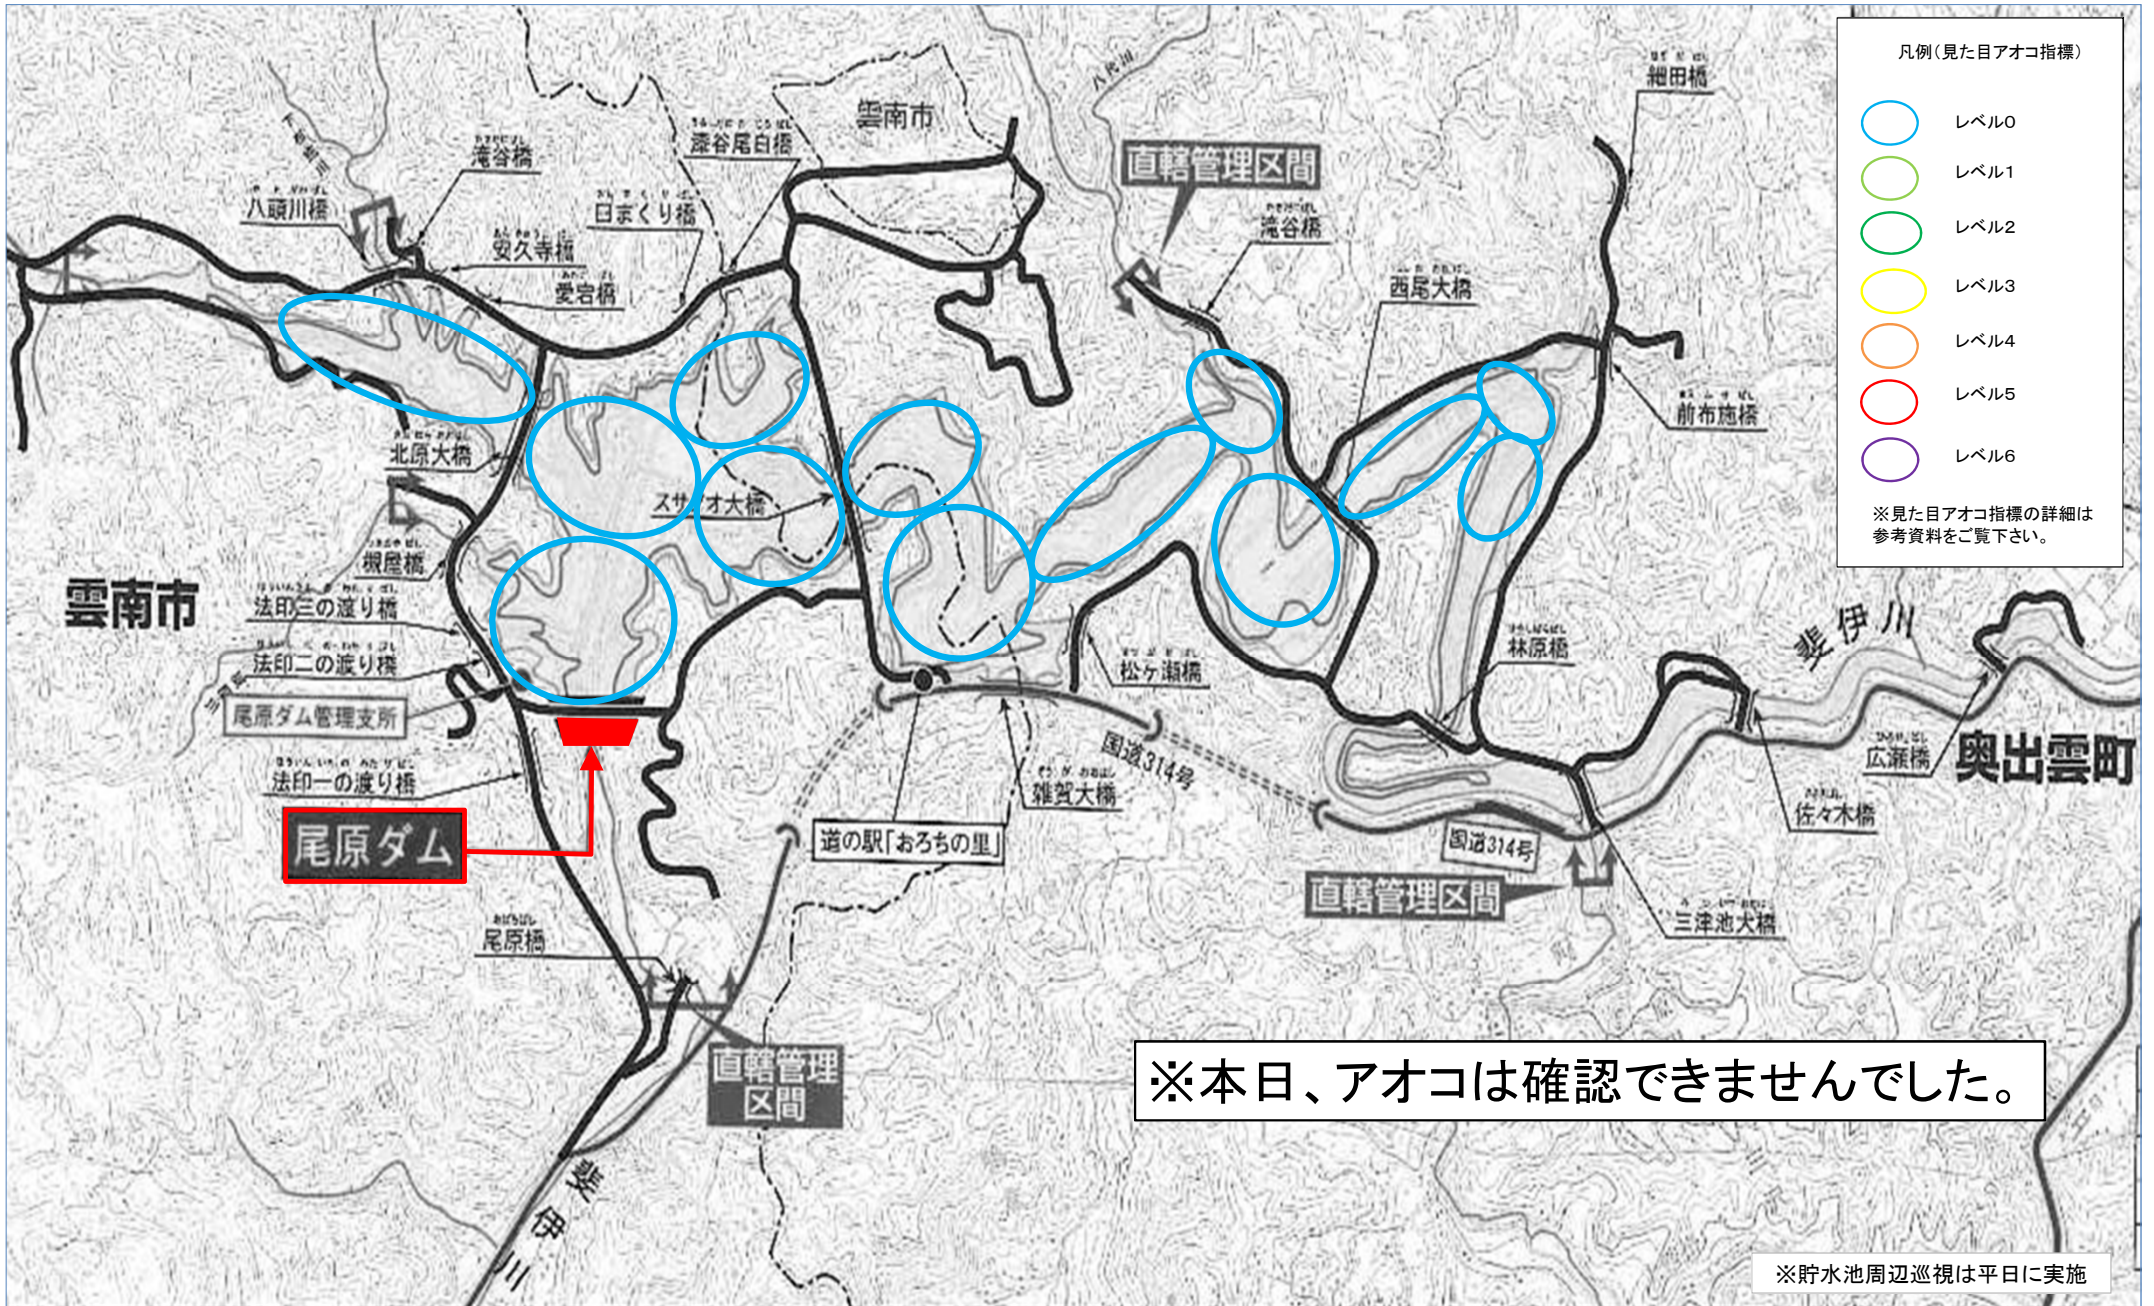 凡例(見た目アオコ指標)
レベル0
レベル1
レベル2
レベル3
レベル4
レベル5
レベル6
※見た目アオコ指標の詳細は
参考資料をご覧下さい。
細田橋
八代川
雲南市
漆谷尾白橋
滝谷橋
直轄管理区間
八頭川橋
日まくり橋
滝谷橋
安久寺橋
愛宕橋
西尾大橋
前布施橋
北原大橋
スサノオ大橋
槻屋橋
雲南市
法印三の渡り橋
法印二の渡り橋
尾原ダム管理支所
法印一の渡り橋
尾原ダム
松ヶ瀬橋
林原橋
斐伊川
国道314号
雑賀大橋
道の駅「おろちの里」
広瀬橋
奥出雲町
佐々木橋
国道314号
直轄管理区間
三津池大橋
尾原橋
直轄管理
区間
斐伊川
※本日、アオコは確認できませんでした。
※貯水池周辺巡視は平日に実施